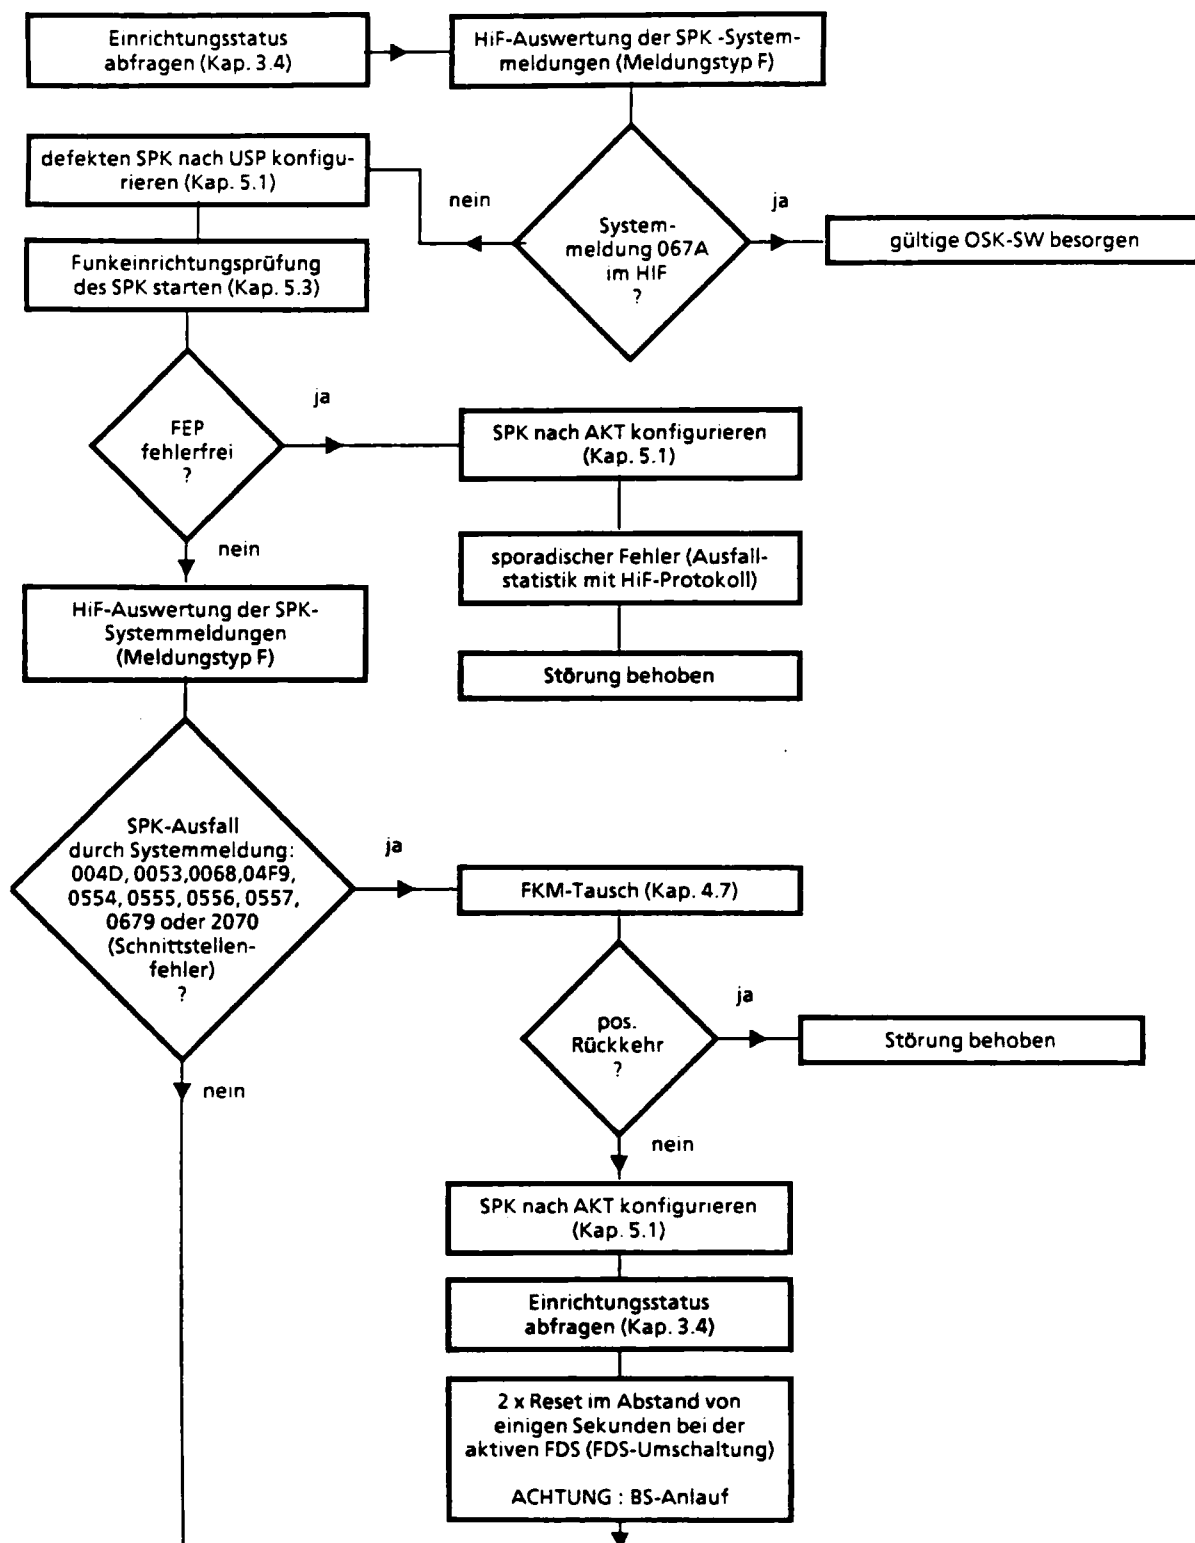 Einrichtungsstatus
abfragen (Kap. 3.4)
HiF-Auswertung der SPK -System-
meldungen (Meldungstyp F)
defekten SPK nach USP konfigu-
rieren (Kap. 5.1)
nein
System-
meldung 067A
im HIF
?
ja
gültige OSK-SW besorgen
Funkeinrichtungsprüfung
des SPK starten (Kap. 5.3)
FEP
fehlerfrei
?
ja
SPK nach AKT konfigurieren
(Kap. 5.1)
nein
sporadischer Fehler (Ausfall-
statistik mit HiF-Protokoll)
HiF-Auswertung der SPK-
Systemmeldungen
(Meldungstyp F)
Störung behoben
SPK-Ausfall
durch Systemmeldung:
004D, 0053,0068,04F9,
0554, 0555, 0556, 0557,
0679 oder 2070
(Schnittstellen-
fehler)
?
ja
FKM-Tausch (Kap. 4.7)
nein
pos.
Rückkehr
?
ja
Störung behoben
nein
SPK nach AKT konfigurieren
(Kap. 5.1)
Einrichtungsstatus
abfragen (Kap. 3.4)
2 x Reset im Abstand von
einigen Sekunden bei der
aktiven FDS (FDS-Umschaltung)
ACHTUNG : BS-Anlauf